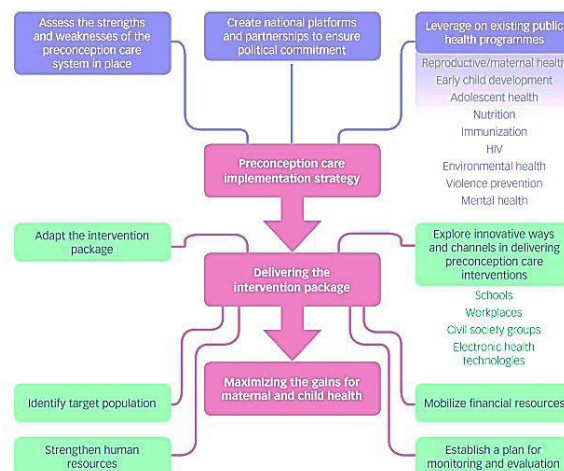 Assess the strengths
and weaknesses of the
preconception care
system in place
Create national platforms
and partnerships to ensure
political commitment
Leverage on existing public
health programmes
Reproductive/maternal health
Early child development
Adolescent health
Nutrition
Immunization
HIV
Environmental health
Violence prevention
Mental health
Preconception care
implementation strategy
Adapt the intervention
package
Delivering the
intervention package
Explore innovative ways
and channels in delivering
preconception care
interventions
Schools
Workplaces
Civil society groups
Electronic health
technologies
Maximizing the gains for
maternal and child health
Identify target population
Mobilize financial resources
Strengthen human
resources
Establish a plan for
monitoring and evaluation